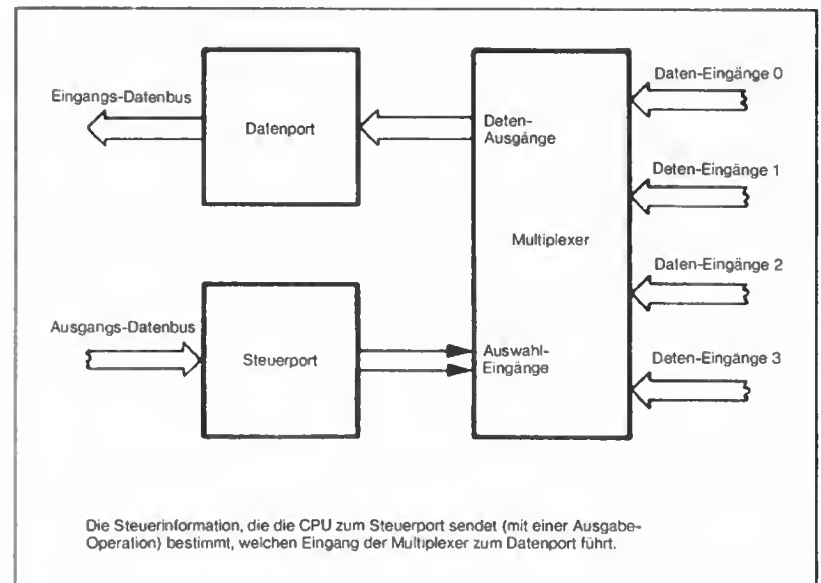 Eingangs-Datenbus
Datenport
Deten-
Ausgänge
Multiplexer
Daten-Eingänge 0
Deten-Eingänge 1
Daten-Eingänge 2
Deten-Eingänge 3
Ausgangs-Datenbus
Steuerport
Auswahl-
Eingänge
Die Steuerinformation, die die CPU zum Steuerport sendet (mit einer Ausgabe-
Operation) bestimmt, welchen Eingang der Multiplexer zum Datenport führt.